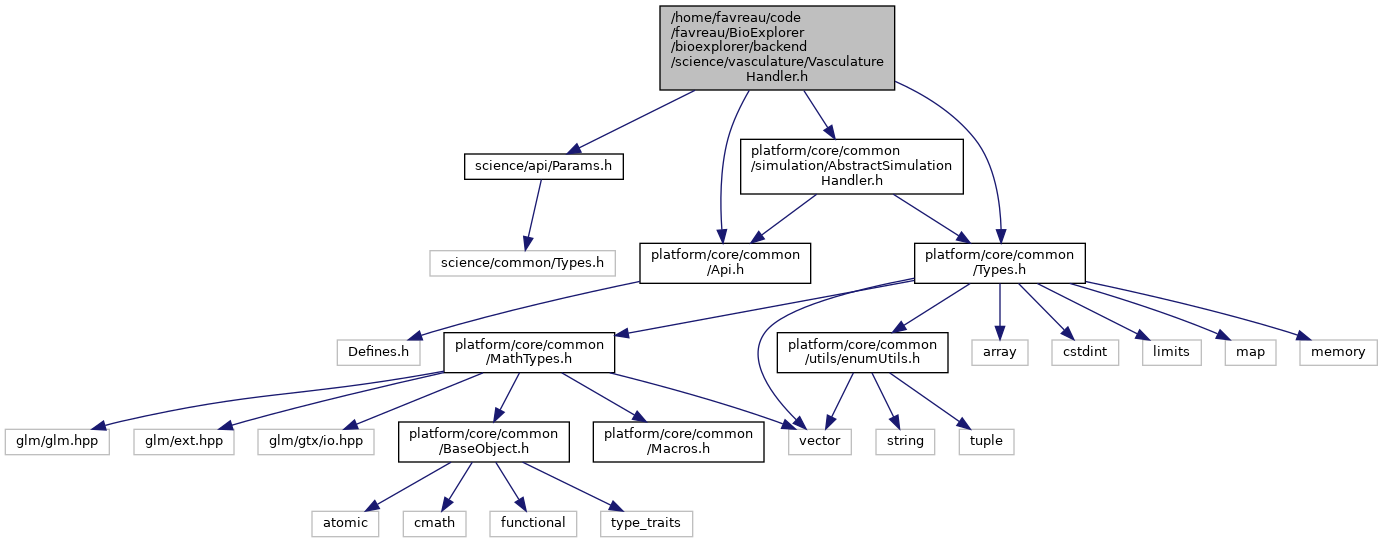 /home/favreau/code
/favreau/BioExplorer
/bioexplorer/backend
/science/vasculature/Vasculature
Handler.h
science/api/Params.h
platform/core/common
/simulation/AbstractSimulation
Handler.h
science/common/Types.h
platform/core/common
/Api.h
platform/core/common
/Types.h
Defines.h
platform/core/common
/MathTypes.h
platform/core/common
/utils/enumUtils.h
array
cstdint
limits
map
memory
glm/glm.hpp
glm/ext.hpp
glm/gtx/io.hpp
platform/core/common
/BaseObject.h
platform/core/common
/Macros.h
vector
string
tuple
atomic
cmath
functional
type_traits